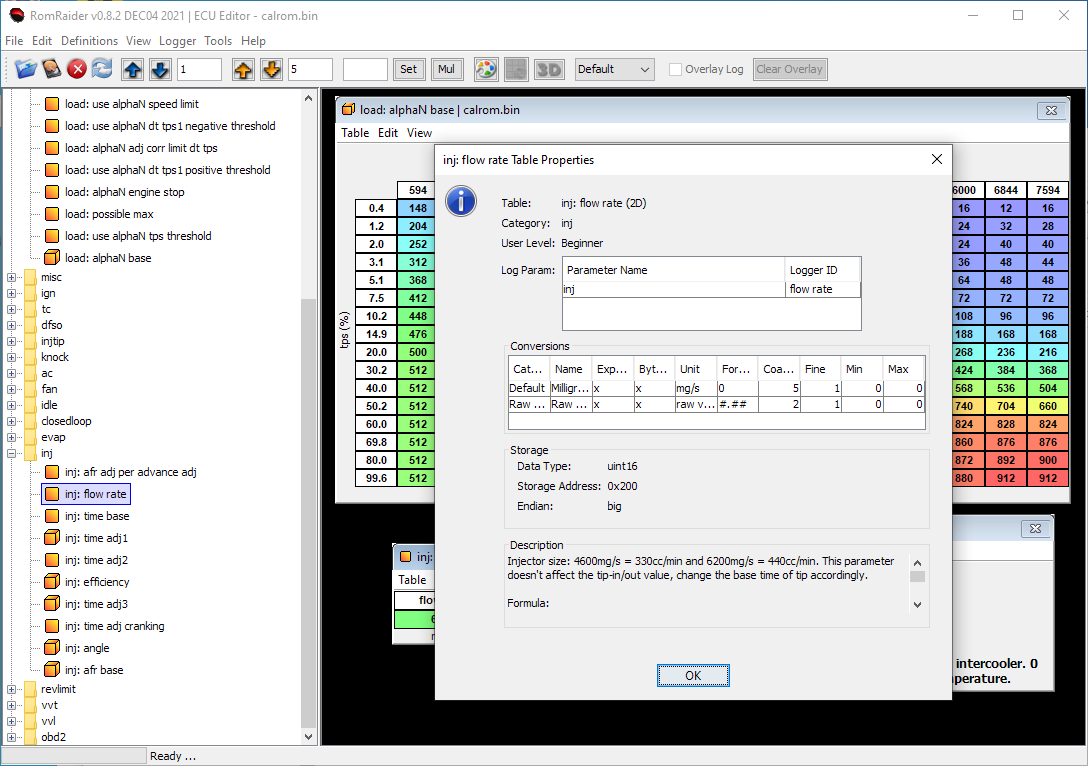 RomRaider v0.8.2 DEC04 2021 | ECU Editor - calrom.bin
File Edit Definitions View Logger Tools Help
1 5 Set Mul 3D Default Overlay Log Clear Overlay
load: use alphaN speed limit
load: use alphaN dt tps1 negative threshold
load: alphaN adj corr limit dt tps
load: use alphaN dt tps1 positive threshold
load: alphaN engine stop
load: possible max
load: use alphaN tps threshold
load: alphaN base
misc
ign
tc
dfso
injtip
knock
ac
fan
idle
closedloop
evap
inj
inj: afr adj per advance adj
inj: flow rate
inj: time base
inj: time adj1
inj: time adj2
inj: efficiency
inj: time adj3
inj: time adj cranking
inj: angle
inj: afr base
revlimit
vvt
vvl
obd2
Ready ...
load: alphaN base | calrom.bin
Table Edit View
tps (%)
594 6000 6844 7594
0.4 148 16 12 16
1.2 204 24 32 28
2.0 252 24 40 40
3.1 312 36 48 44
5.1 368 64 48 48
7.5 412 72 72 72
10.2 448 108 96 96
14.9 476 188 168 168
20.0 500 268 236 216
30.2 512 424 384 368
40.0 512 568 536 504
50.2 512 740 704 660
60.0 512 824 828 824
69.8 512 860 876 876
80.0 512 872 892 900
99.6 512 880 912 912
inj: flow rate Table Properties
Table: inj: flow rate (2D)
Category: inj
User Level: Beginner
Log Param: Parameter Name Logger ID
inj flow rate
Conversions
Cat... Name Exp... Byt... Unit For... Coa... Fine Min Max
Default Milligr... x x mg/s 0 5 1 0 0
Raw ... Raw ... x x raw v... #.## 2 1 0 0
Storage
Data Type: uint16
Storage Address: 0x200
Endian: big
Description
Injector size: 4600mg/s = 330cc/min and 6200mg/s = 440cc/min. This parameter
doesn't affect the tip-in/out value, change the base time of tip accordingly.
Formula:
OK
inj:
Table
flo
intercooler. 0
perature.